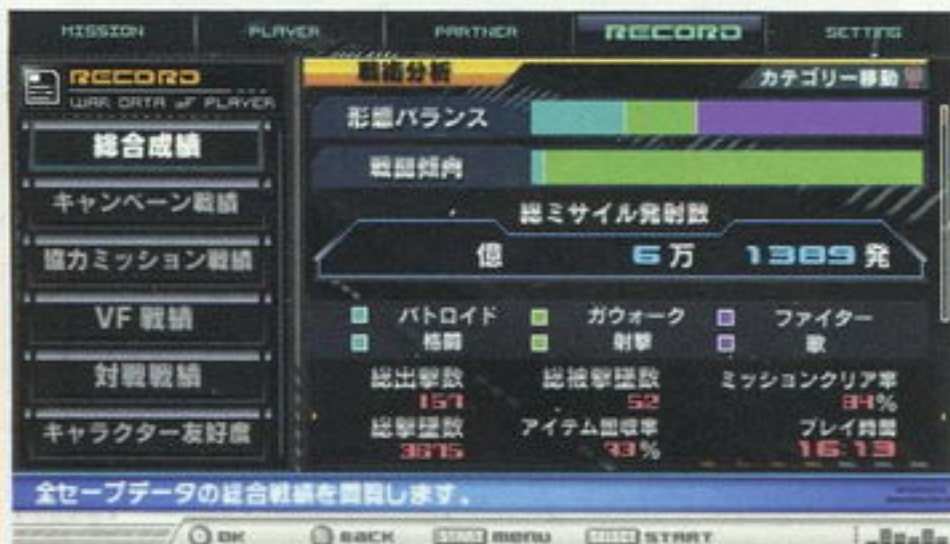 MISSION PLAYER PARTNER RECORD SETTING
RECORD
WAR DATA of PLAYER
総合成績
キャンペーン戦績
協力ミッション戦績
VF 戦績
対戦戦績
キャラクター友好度
戦術分析
カテゴリー移動
形態バランス
戦闘傾向
総ミサイル発射数
億 6万 1389発
バトロイド ガウォーク ファイター
格闘 射撃 歌
総出撃数 総被撃墜数 ミッションクリア率
157 52 %
総撃墜数 アイテム回収率 プレイ時間
3675 % 16:13
全セーブデータの総合戦績を閲覧します。
OK BACK START MENU SELECT START